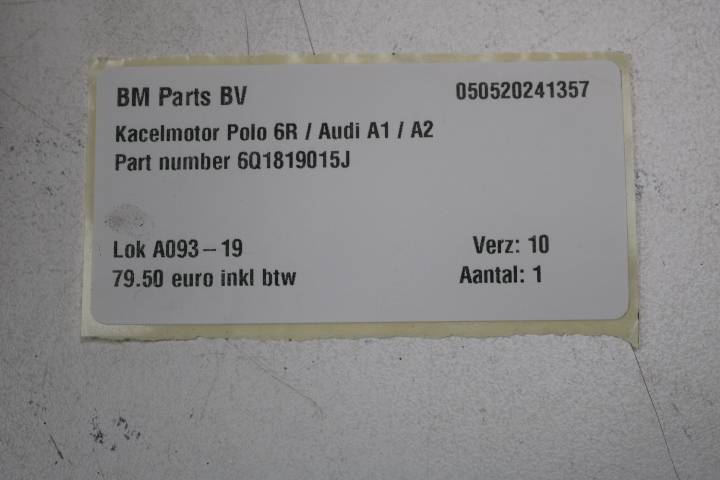 BM Parts BV 050520241357
Kacelmotor Polo 6R / Audi A1 / A2
Part number 6Q1819015J
Lok A093-19 Verz: 10
79.50 euro inkl btw Aantal: 1